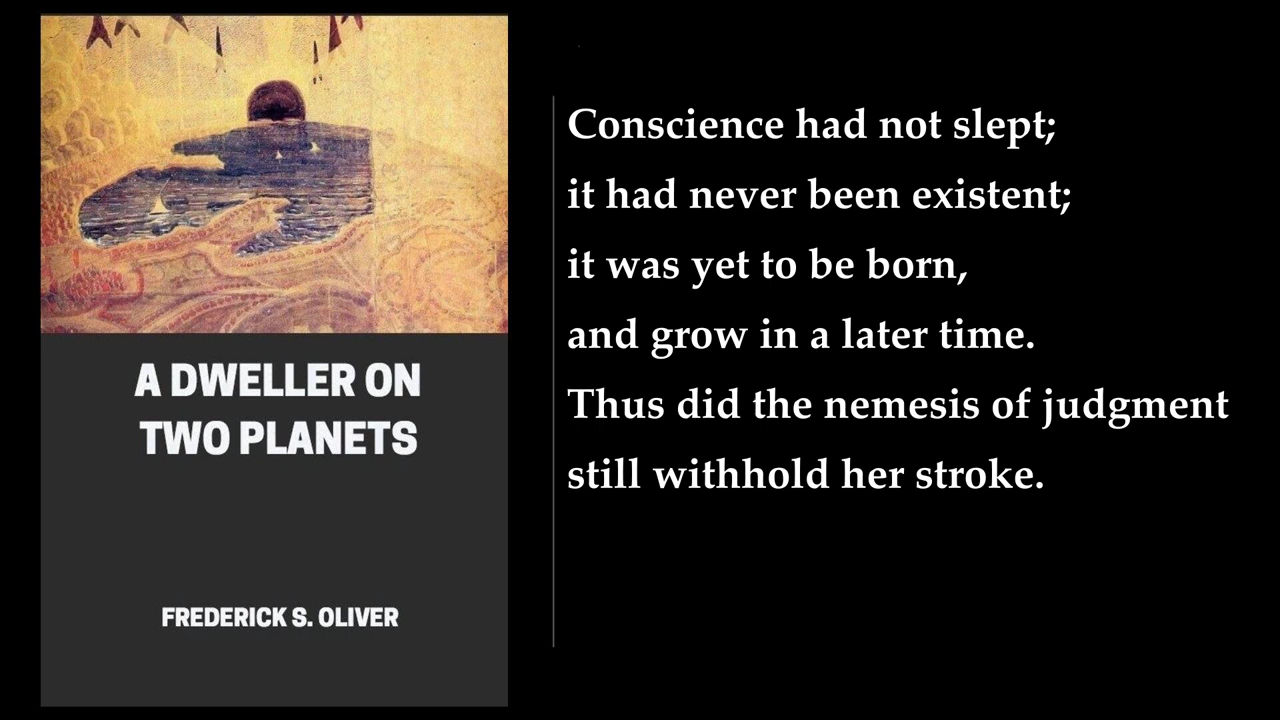 A DWELLER ON
TWO PLANETS
FREDERICK S. OLIVER
Conscience had not slept;
it had never been existent;
it was yet to be born,
and grow in a later time.
Thus did the nemesis of judgment
still withhold her stroke.